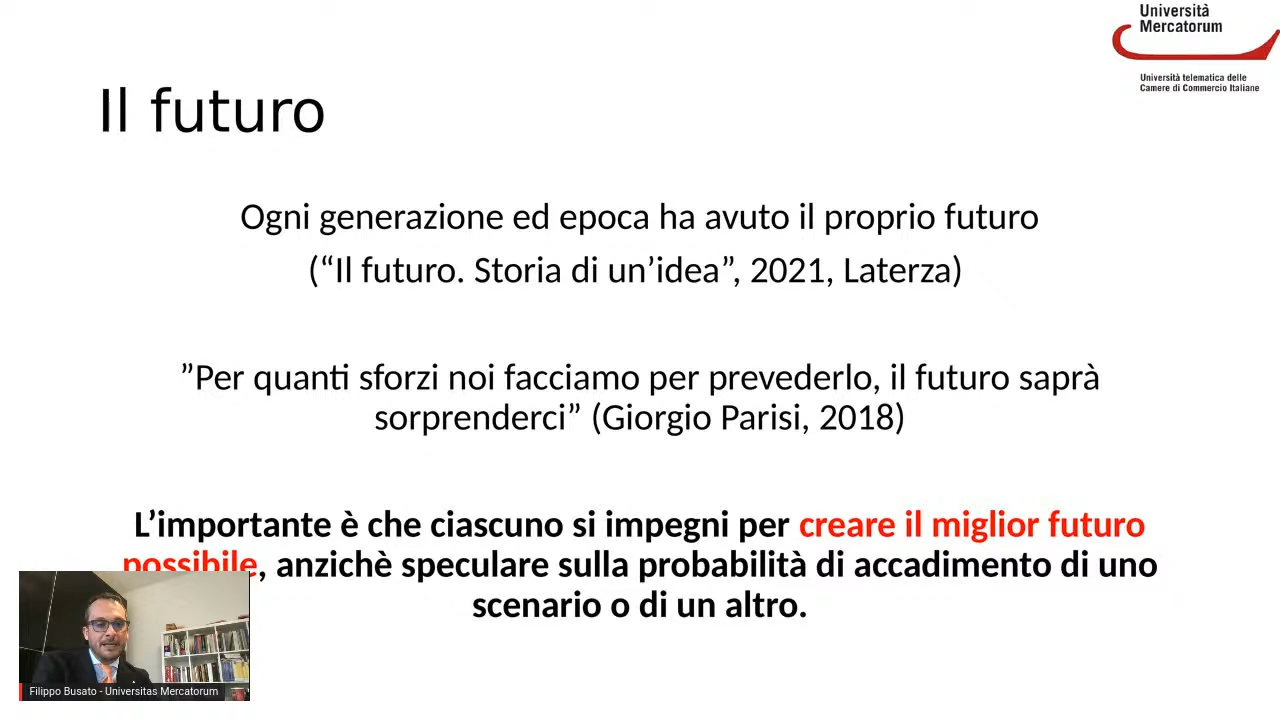 Università
Mercatorum
Università telematica delle
Camere di Commercio Italiane
Il futuro
Ogni generazione ed epoca ha avuto il proprio futuro
(“Il futuro. Storia di un’idea”, 2021, Laterza)
”Per quanti sforzi noi facciamo per prevederlo, il futuro saprà
sorprenderci” (Giorgio Parisi, 2018)
L’importante è che ciascuno si impegni per creare il miglior futuro
possibile, anzichè speculare sulla probabilità di accadimento di uno
scenario o di un altro.
Filippo Busato - Universitas Mercatorum